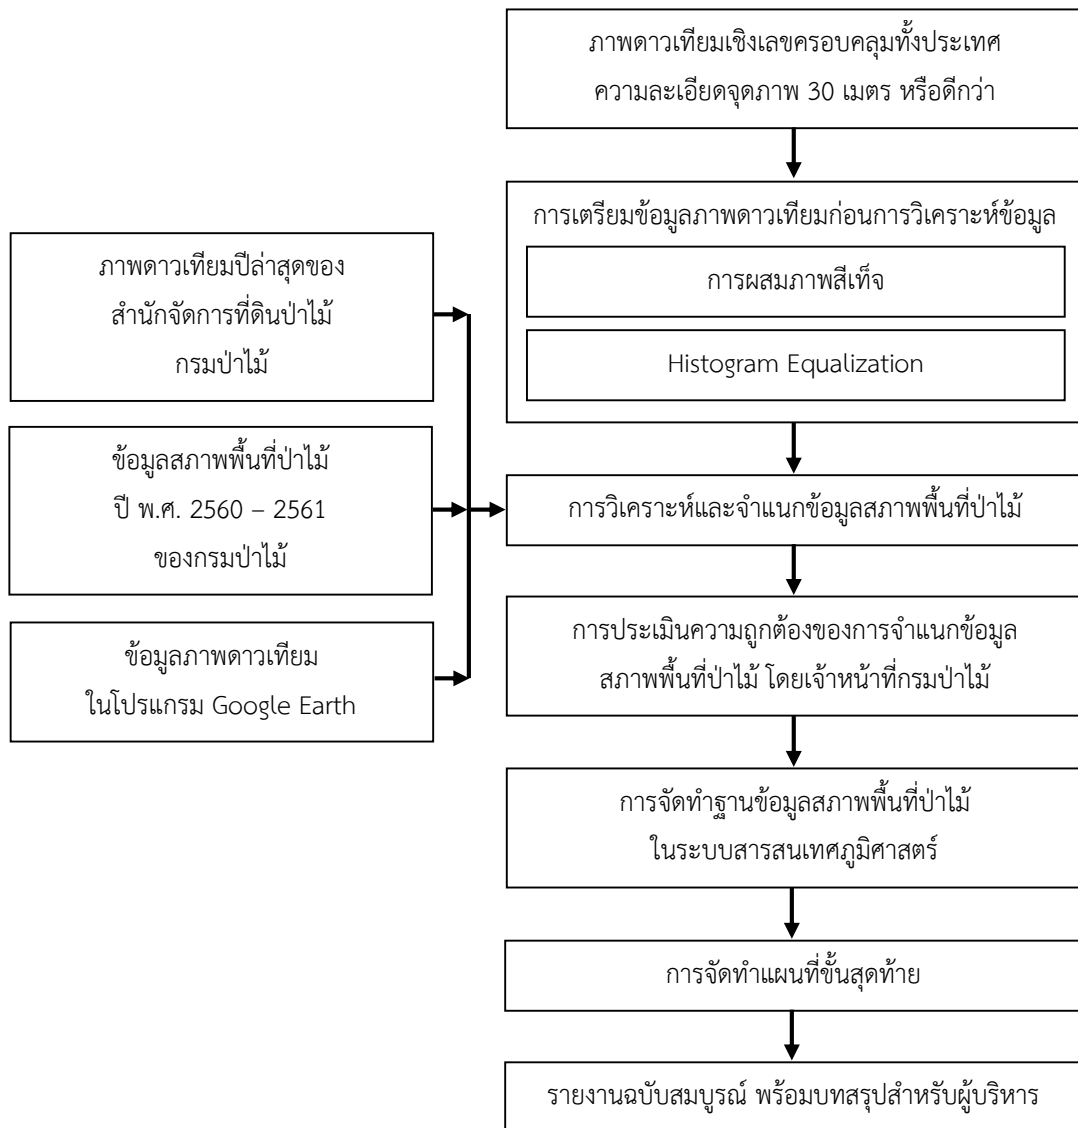 ภาพดาวเทียมเชิงเลขครอบคลุมทั้งประเทศ
ความละเอียดจุดภาพ 30 เมตร หรือดีกว่า
การเตรียมข้อมูลภาพดาวเทียมก่อนการวิเคราะห์ข้อมูล
การผสมภาพสีเท็จ
Histogram Equalization
ภาพดาวเทียมปีล่าสุดของ
สำนักจัดการที่ดินป่าไม้
กรมป่าไม้
ข้อมูลสภาพพื้นที่ป่าไม้
ปี พ.ศ. 2560 – 2561
ของกรมป่าไม้
ข้อมูลภาพดาวเทียม
ในโปรแกรม Google Earth
การวิเคราะห์และจำแนกข้อมูลสภาพพื้นที่ป่าไม้
การประเมินความถูกต้องของการจำแนกข้อมูล
สภาพพื้นที่ป่าไม้ โดยเจ้าหน้าที่กรมป่าไม้
การจัดทำฐานข้อมูลสภาพพื้นที่ป่าไม้
ในระบบสารสนเทศภูมิศาสตร์
การจัดทำแผนที่ขั้นสุดท้าย
รายงานฉบับสมบูรณ์ พร้อมบทสรุปสำหรับผู้บริหาร